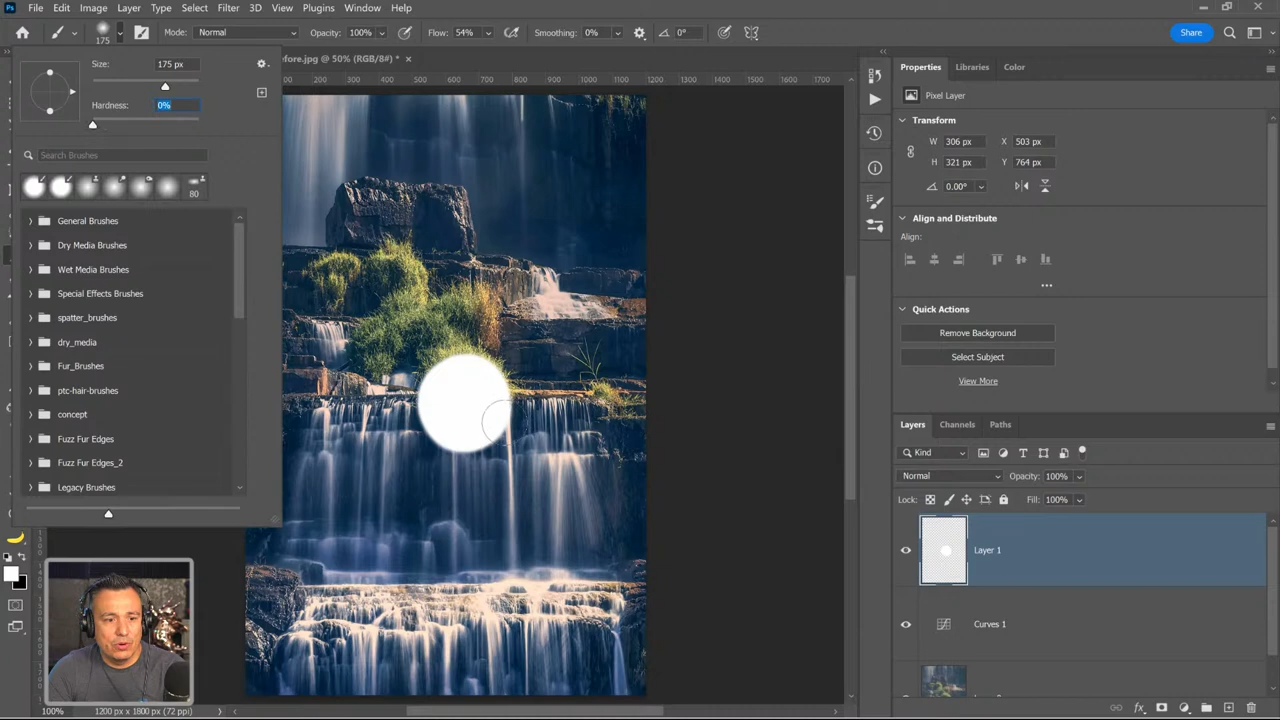 Ps File Edit Image Layer Type Select Filter 3D View Plugins Window Help
175 Mode: Normal Opacity: 100% Flow: 54% Smoothing: 0% 0° Share
efore.jpg @ 50% (RGB/8#) *
Size: 175 px
Hardness: 0%
Search Brushes
80
General Brushes
Dry Media Brushes
Wet Media Brushes
Special Effects Brushes
spatter_brushes
dry_media
Fur_Brushes
ptc-hair-brushes
concept
Fuzz Fur Edges
Fuzz Fur Edges_2
Legacy Brushes
100 200 300 400 500 600 700 800 900 1000 1100 1200 1300 1400 1500 1600 1700
100% 1200 px x 1800 px (72 ppi)
Properties Libraries Color
Pixel Layer
Transform
W 306 px X 503 px
H 321 px Y 764 px
0.00°
Align and Distribute
Align:
Quick Actions
Remove Background
Select Subject
View More
Layers Channels Paths
Kind
Normal Opacity: 100%
Lock: Fill: 100%
Layer 1
Curves 1